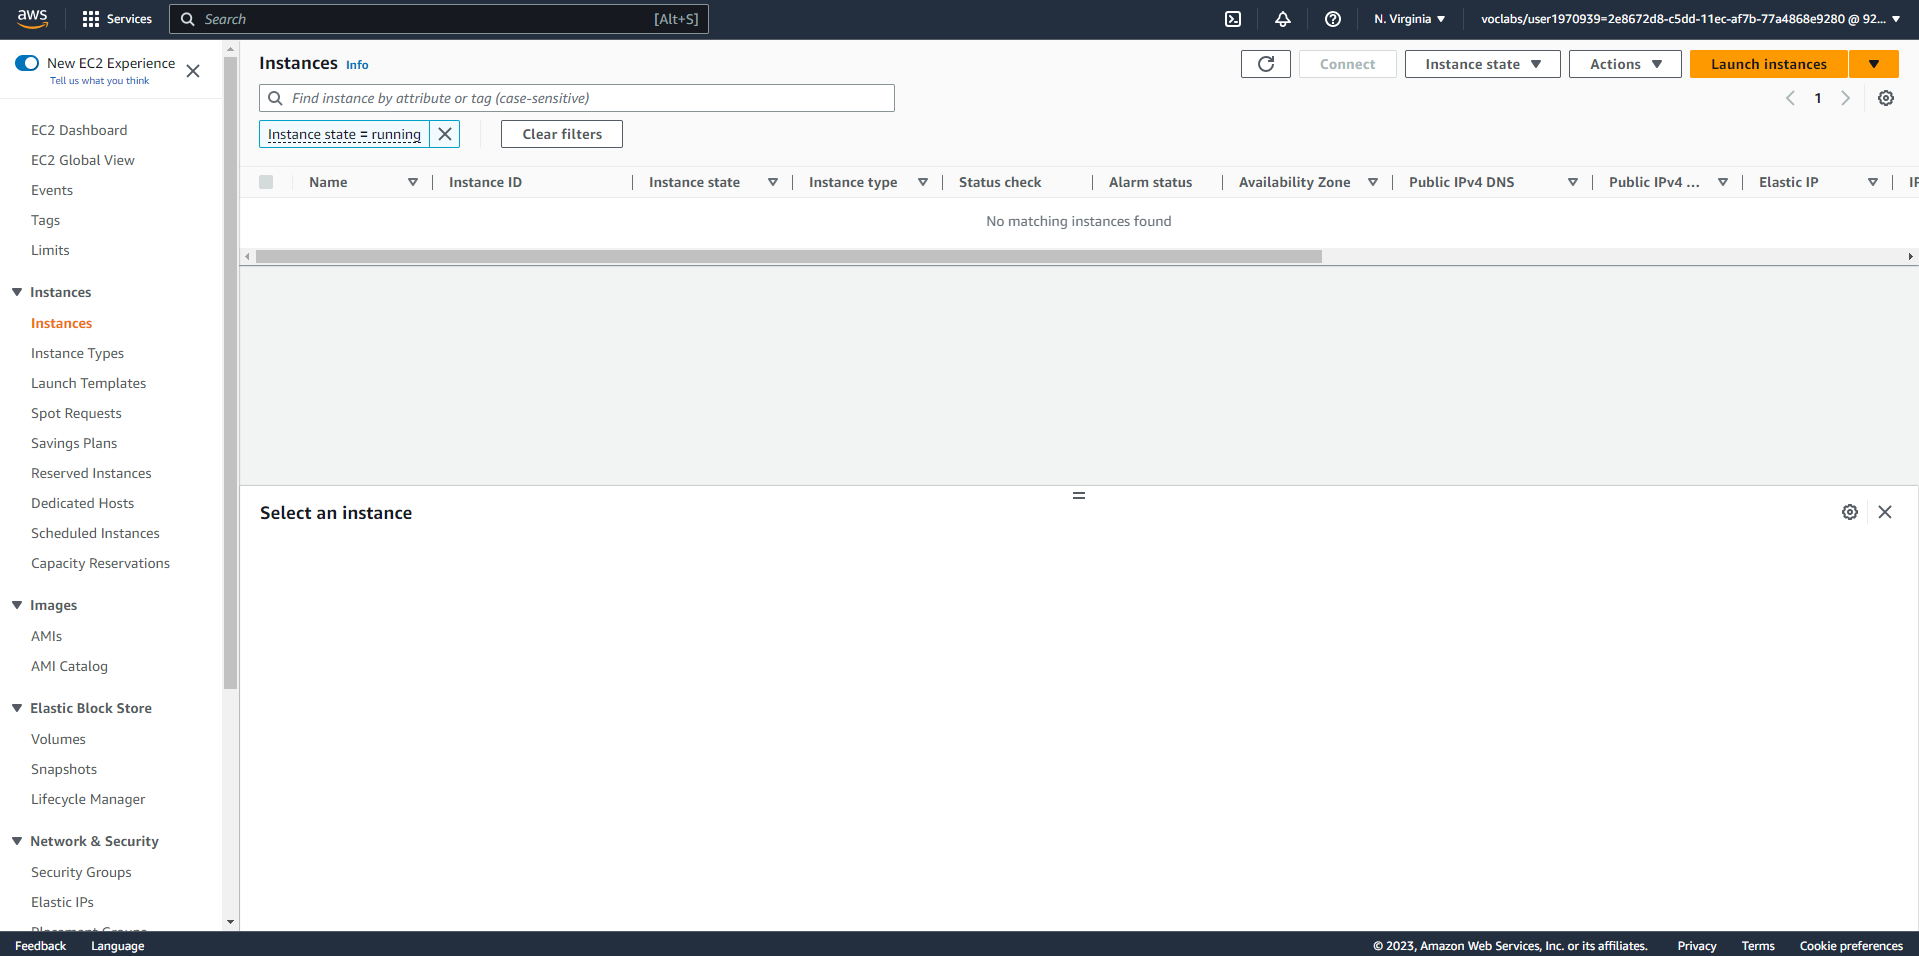 aws
Services
Search
[Alt+S]
N. Virginia
voclabs/user1970939=2e8672d8-c5dd-11ec-af7b-77a4868e9280 @ 92...
New EC2 Experience
Tell us what you think
EC2 Dashboard
EC2 Global View
Events
Tags
Limits
Instances
Instances
Instance Types
Launch Templates
Spot Requests
Savings Plans
Reserved Instances
Dedicated Hosts
Scheduled Instances
Capacity Reservations
Images
AMIs
AMI Catalog
Elastic Block Store
Volumes
Snapshots
Lifecycle Manager
Network & Security
Security Groups
Elastic IPs
Instances Info
Connect
Instance state
Actions
Launch instances
Find instance by attribute or tag (case-sensitive)
1
Instance state = running
Clear filters
Name
Instance ID
Instance state
Instance type
Status check
Alarm status
Availability Zone
Public IPv4 DNS
Public IPv4 ...
Elastic IP
No matching instances found
Select an instance
Feedback
Language
© 2023, Amazon Web Services, Inc. or its affiliates.
Privacy
Terms
Cookie preferences